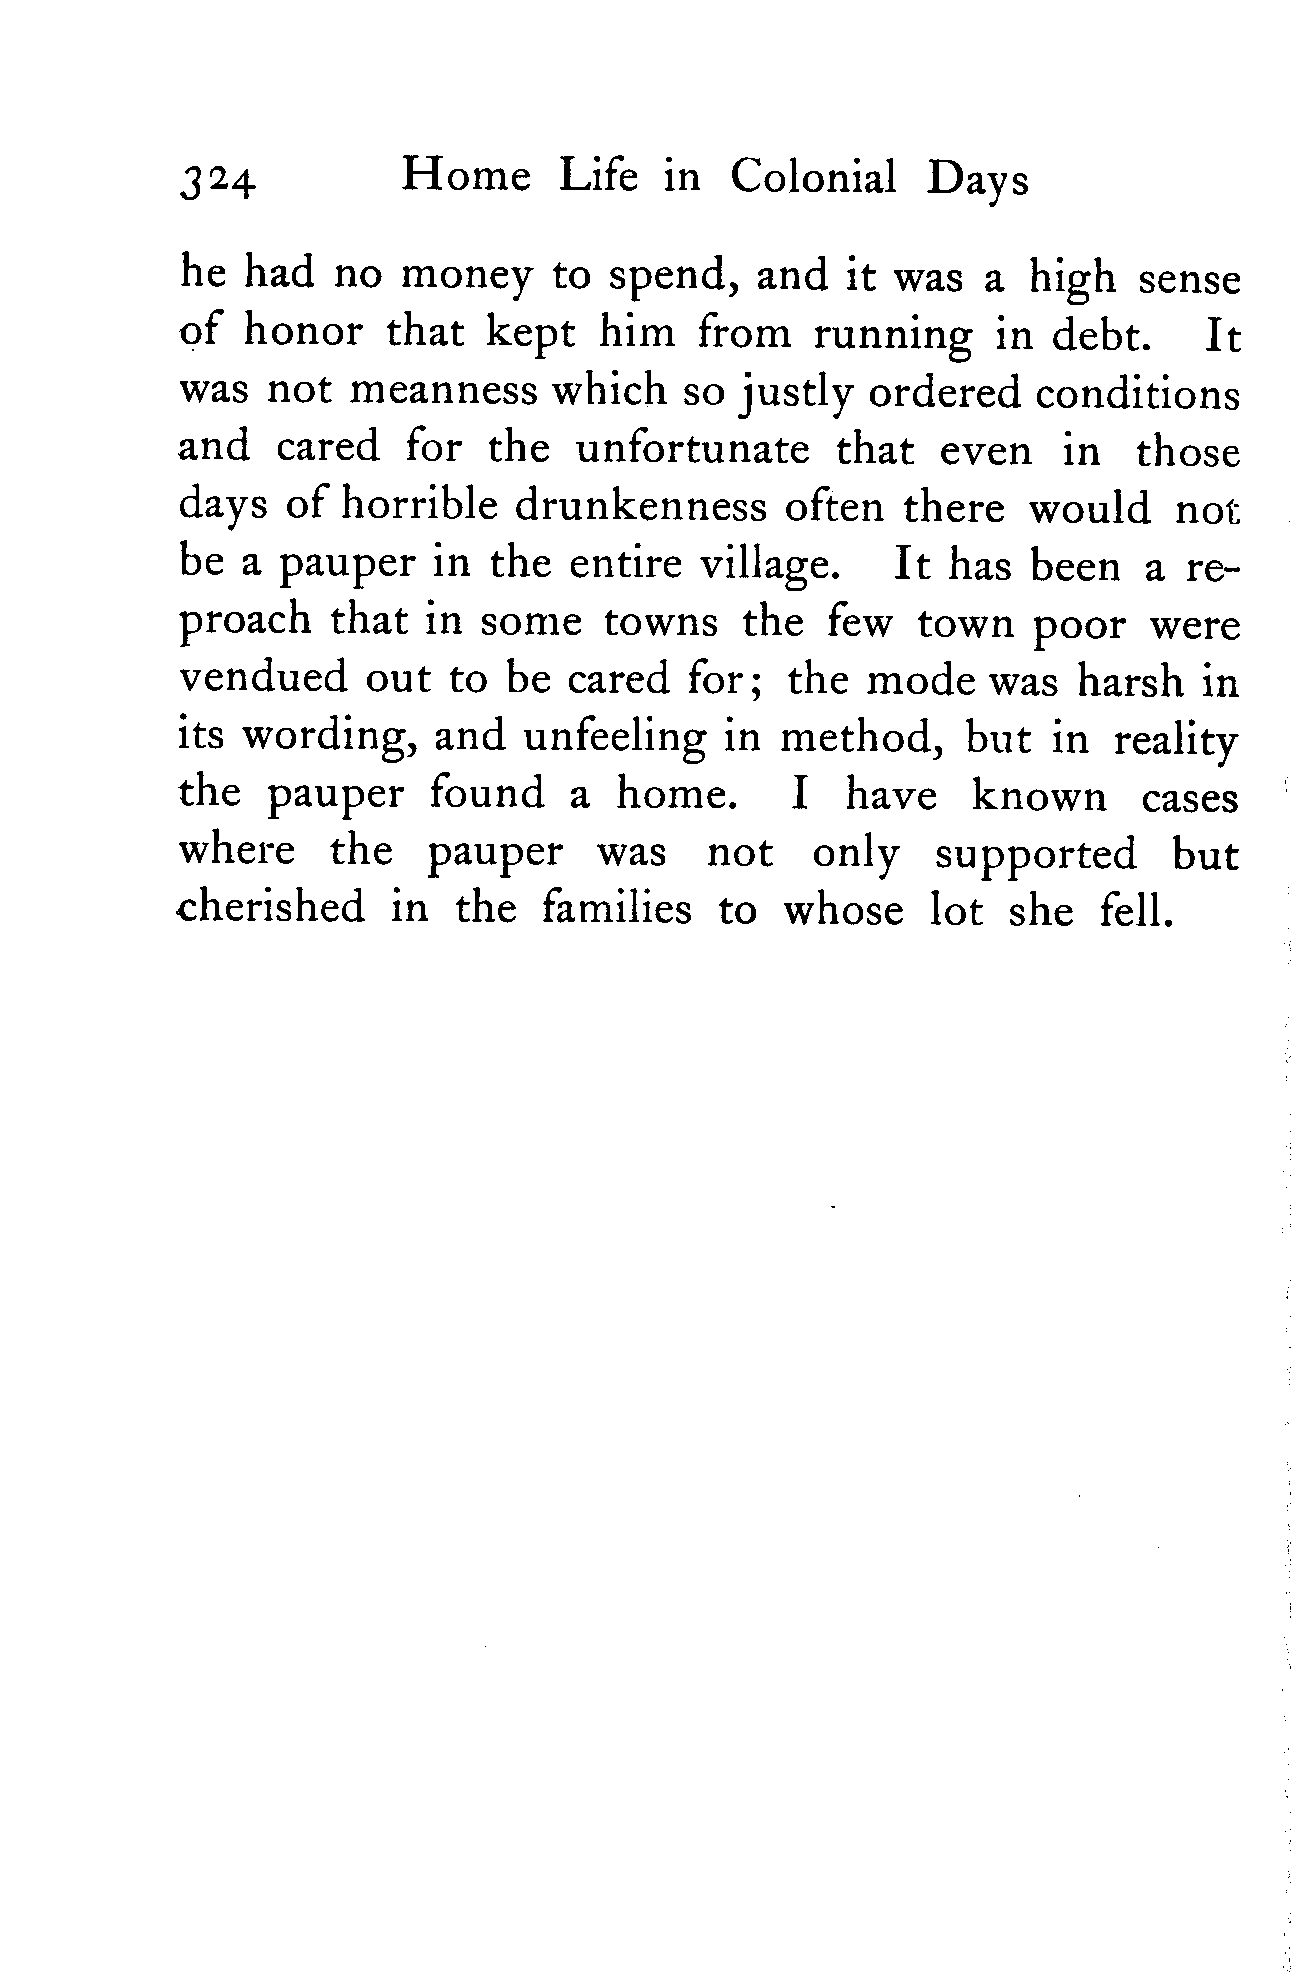 324 Home Life in Colonial Days
he had no money to spend, and it was a high sense
of honor that kept him from running in debt. It
was not meanness which so justly ordered conditions
and cared for the unfortunate that even in those
days of horrible drunkenness often there would not
be a pauper in the entire village. It has been a re-
proach that in some towns the few town poor were
vendued out to be cared for; the mode was harsh in
its wording, and unfeeling in method, but in reality
the pauper found a home. I have known cases
where the pauper was not only supported but
cherished in the families to whose lot she fell.